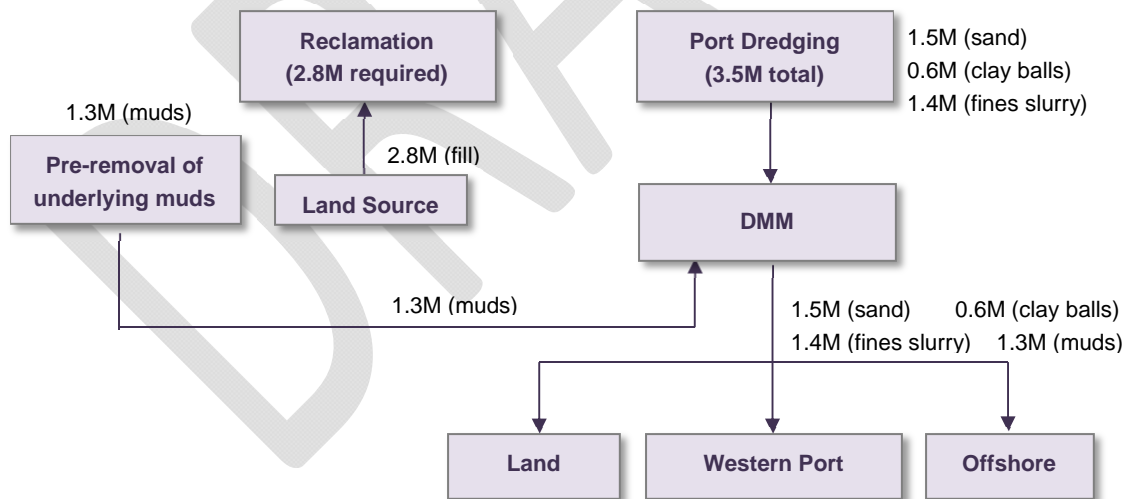 Reclamation
(2.8M required)
Port Dredging
(3.5M total)
1.5M (sand)
0.6M (clay balls)
1.4M (fines slurry)
1.3M (muds)
Pre-removal of
underlying muds
2.8M (fill)
Land Source
DMM
1.3M (muds)
1.5M (sand) 0.6M (clay balls)
1.4M (fines slurry) 1.3M (muds)
Land
Western Port
Offshore
DRA